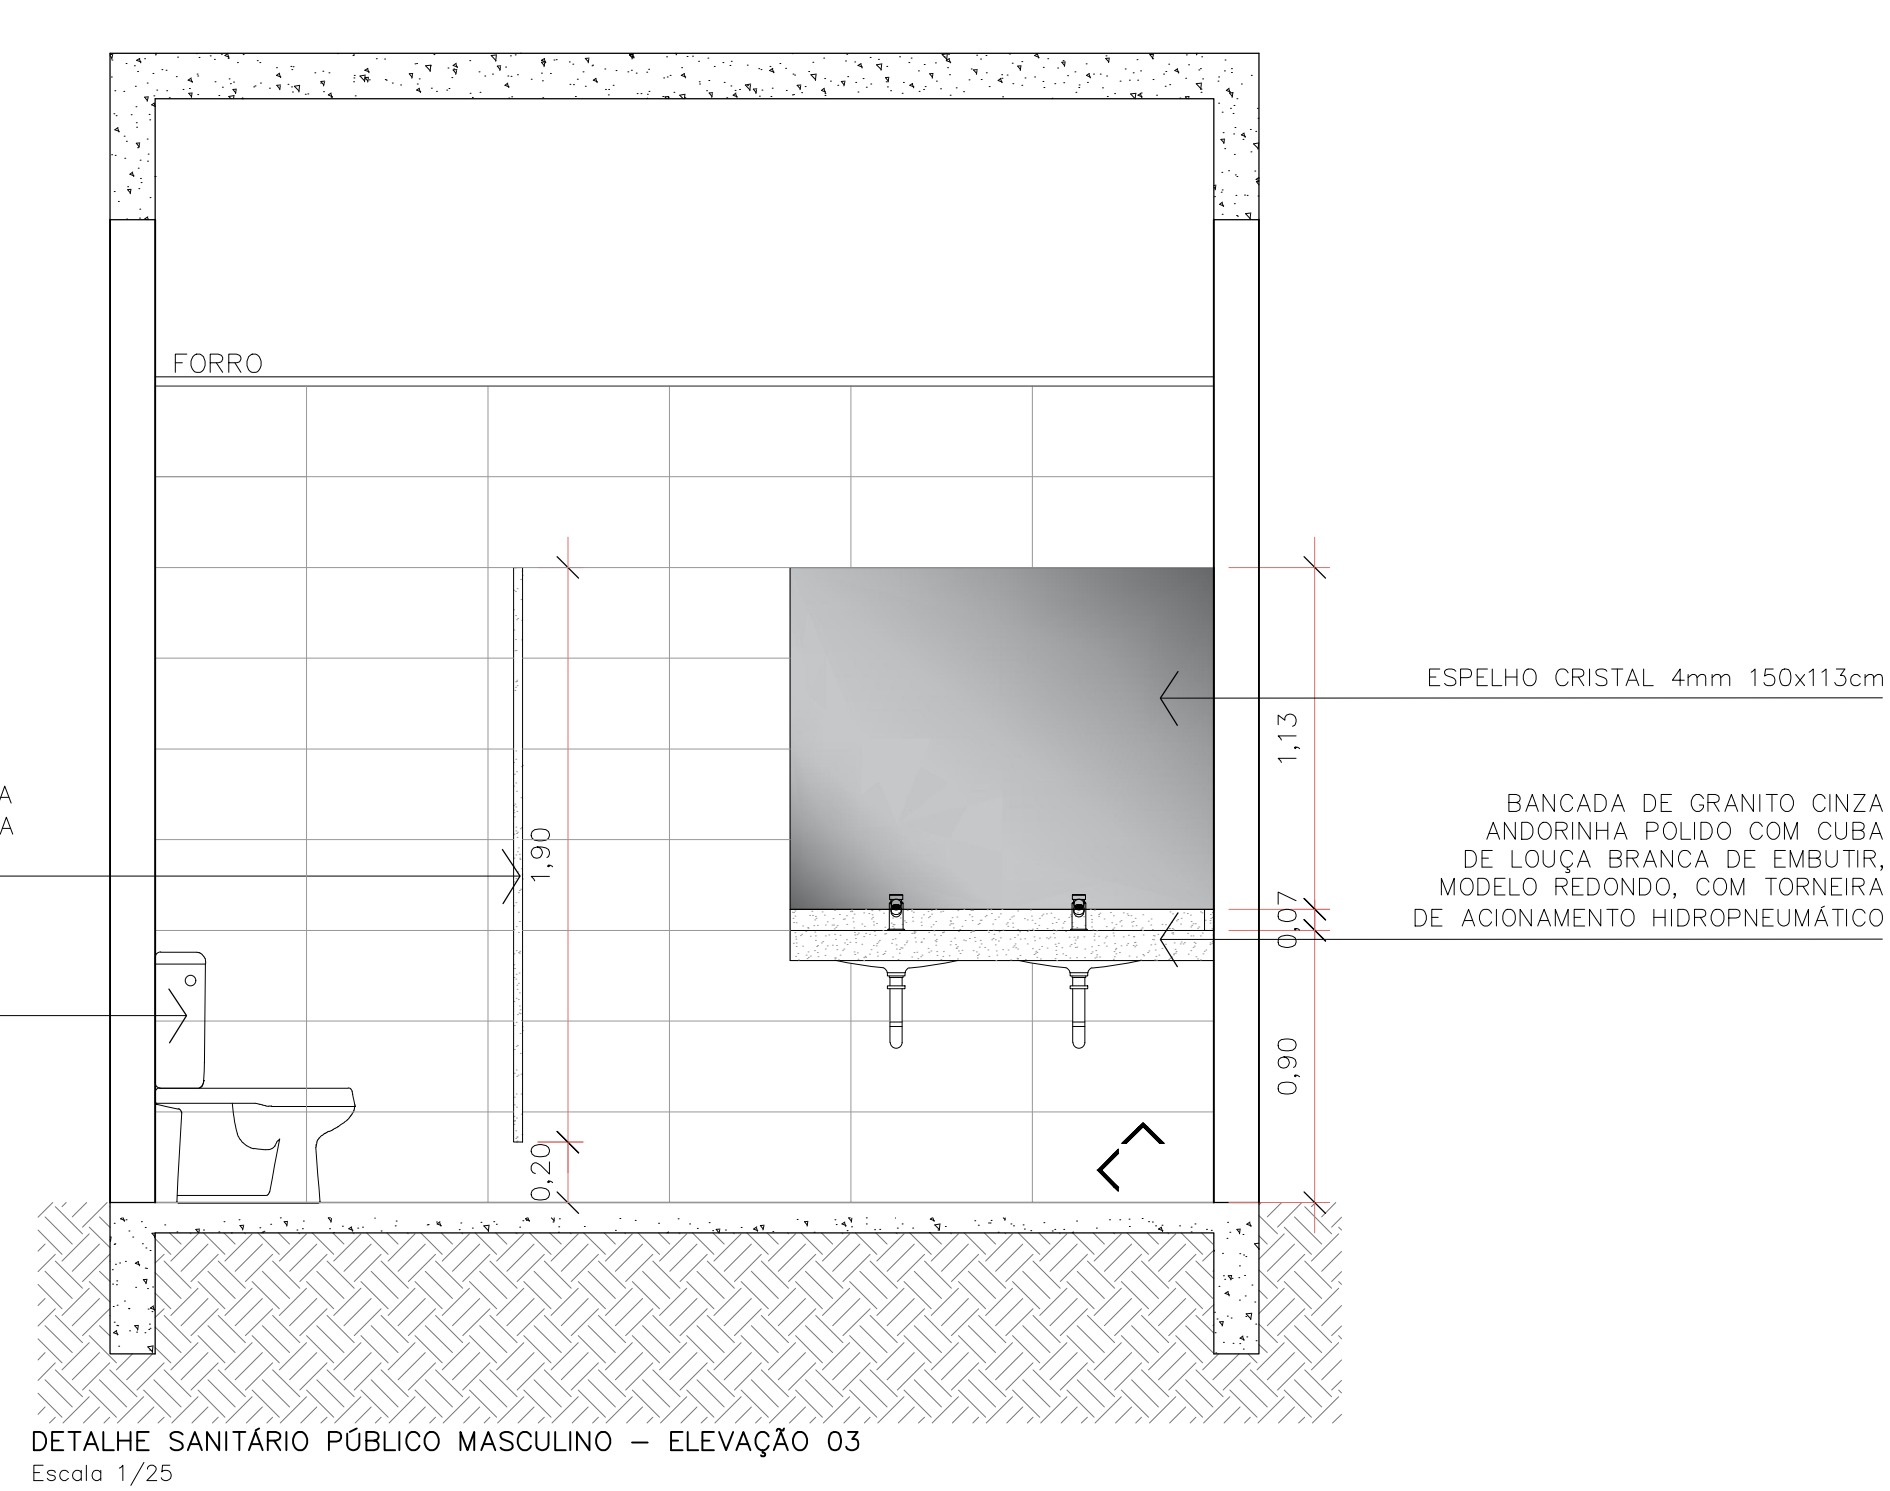 FORRO
ESPELHO CRISTAL 4mm 150x113cm
1,13
A
A
BANCADA DE GRANITO CINZA
ANDORINHA POLIDO COM CUBA
DE LOUÇA BRANCA DE EMBUTIR,
MODELO REDONDO, COM TORNEIRA
DE ACIONAMENTO HIDROPNEUMÁTICO
1,90
0,07
0,90
0,20
DETALHE SANITÁRIO PÚBLICO MASCULINO – ELEVAÇÃO 03
Escala 1/25